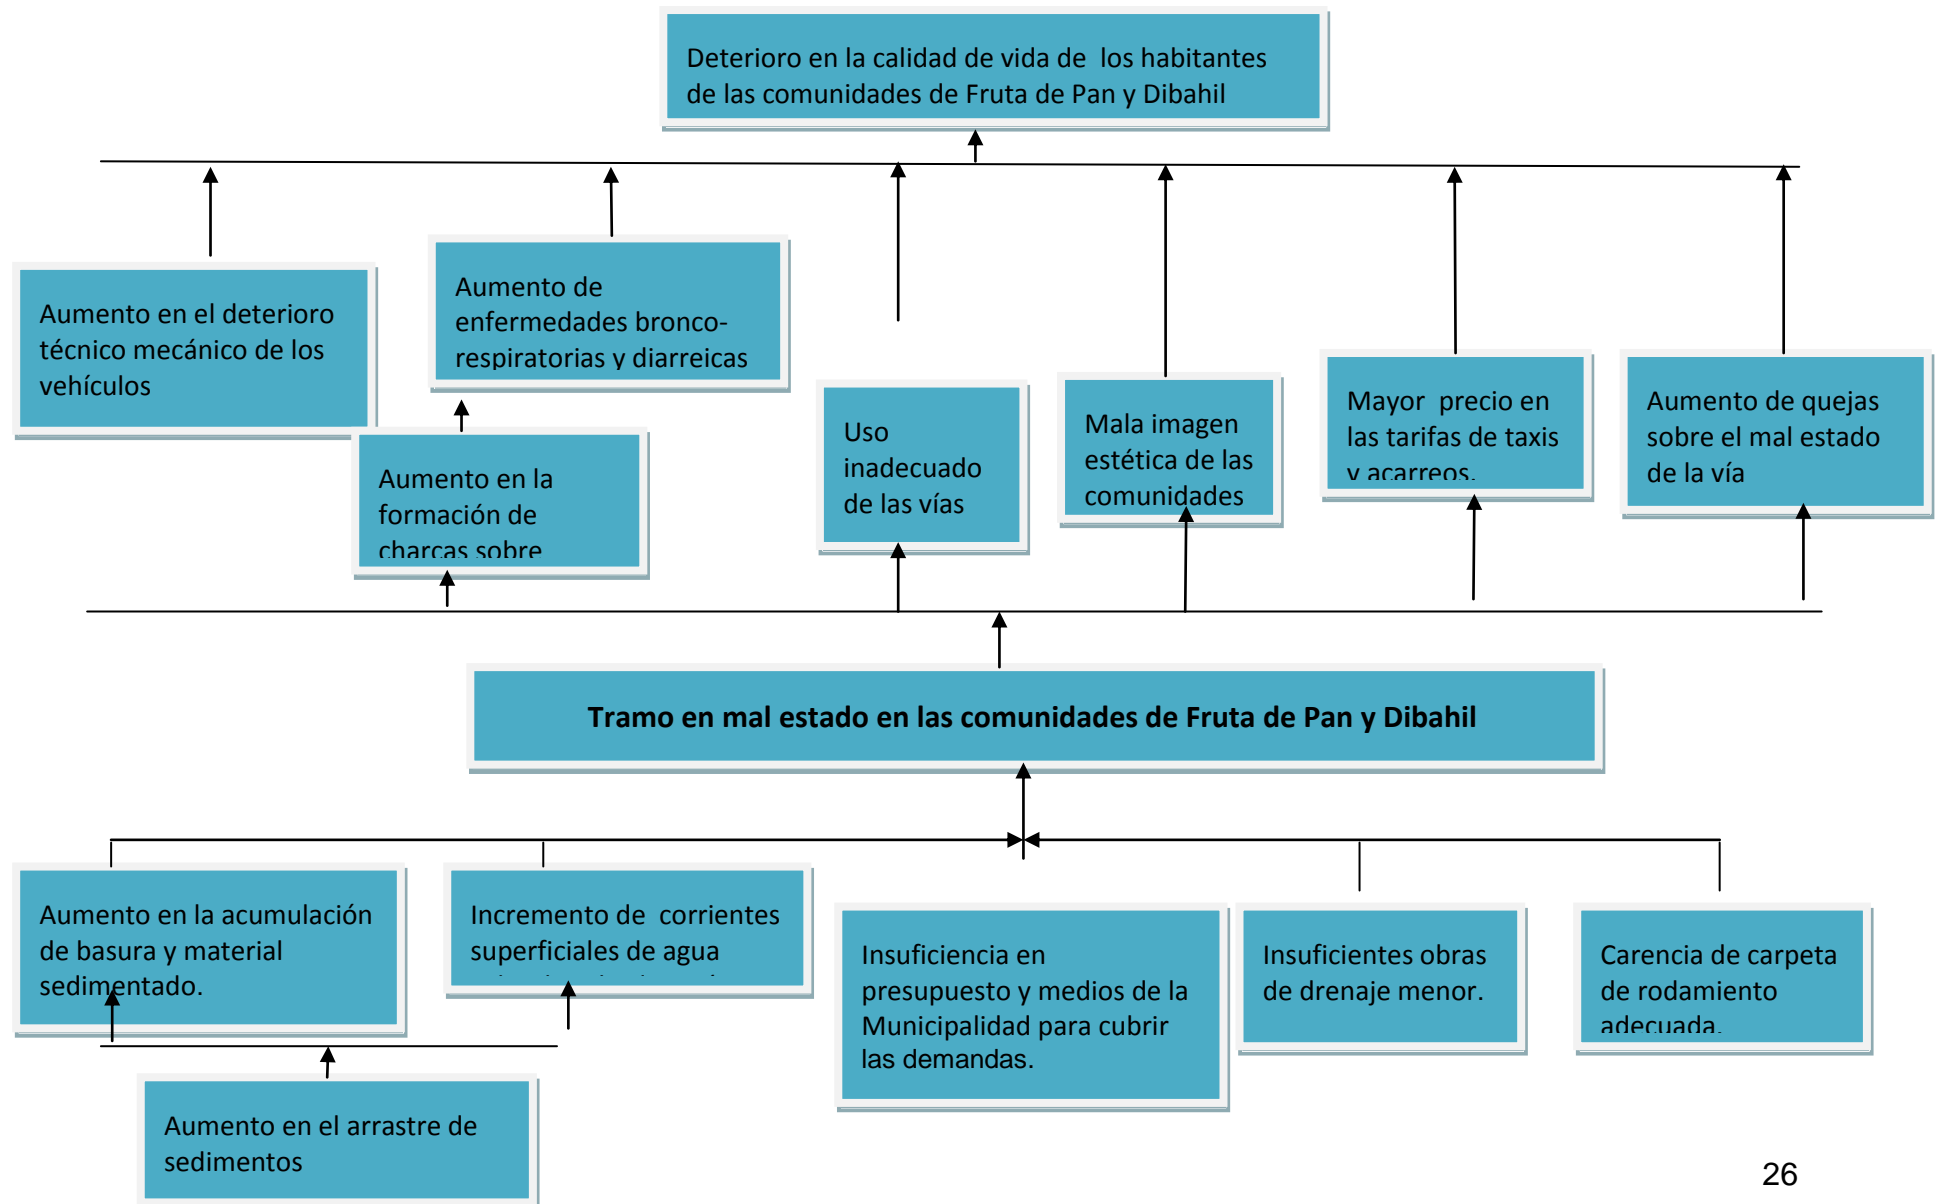 Deterioro en la calidad de vida de los habitantes
de las comunidades de Fruta de Pan y Dibahil
Aumento en el deterioro
técnico mecánico de los
vehículos
Aumento de
enfermedades bronco-
respiratorias y diarreicas
Aumento en la
formación de
charcas sobre
Uso
inadecuado
de las vías
Mala imagen
estética de las
comunidades
Mayor precio en
las tarifas de taxis
y acarreos.
Aumento de quejas
sobre el mal estado
de la vía
Tramo en mal estado en las comunidades de Fruta de Pan y Dibahil
Aumento en la acumulación
de basura y material
sedimentado.
Incremento de corrientes
superficiales de agua
Insuficiencia en
presupuesto y medios de la
Municipalidad para cubrir
las demandas.
Insuficientes obras
de drenaje menor.
Carencia de carpeta
de rodamiento
adecuada.
Aumento en el arrastre de
sedimentos
26